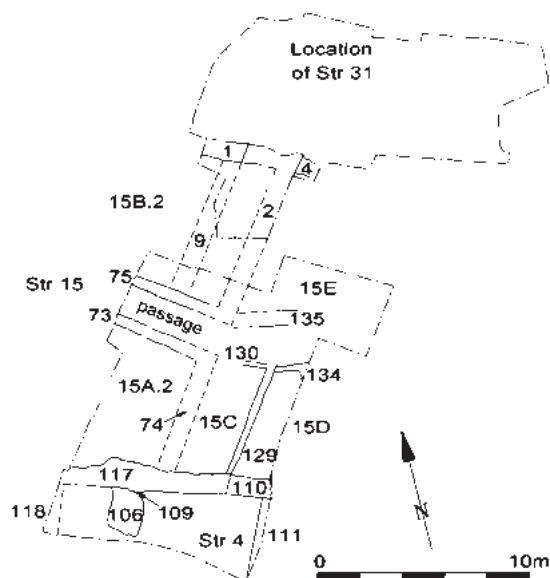 Location
of Str 31
1
4
15B.2
2
9
75
15E
Str 15
73
passage
135
130
134
15A.2
74
15C
15D
129
117
110
118
106
109
Str 4
111
N
0
10m